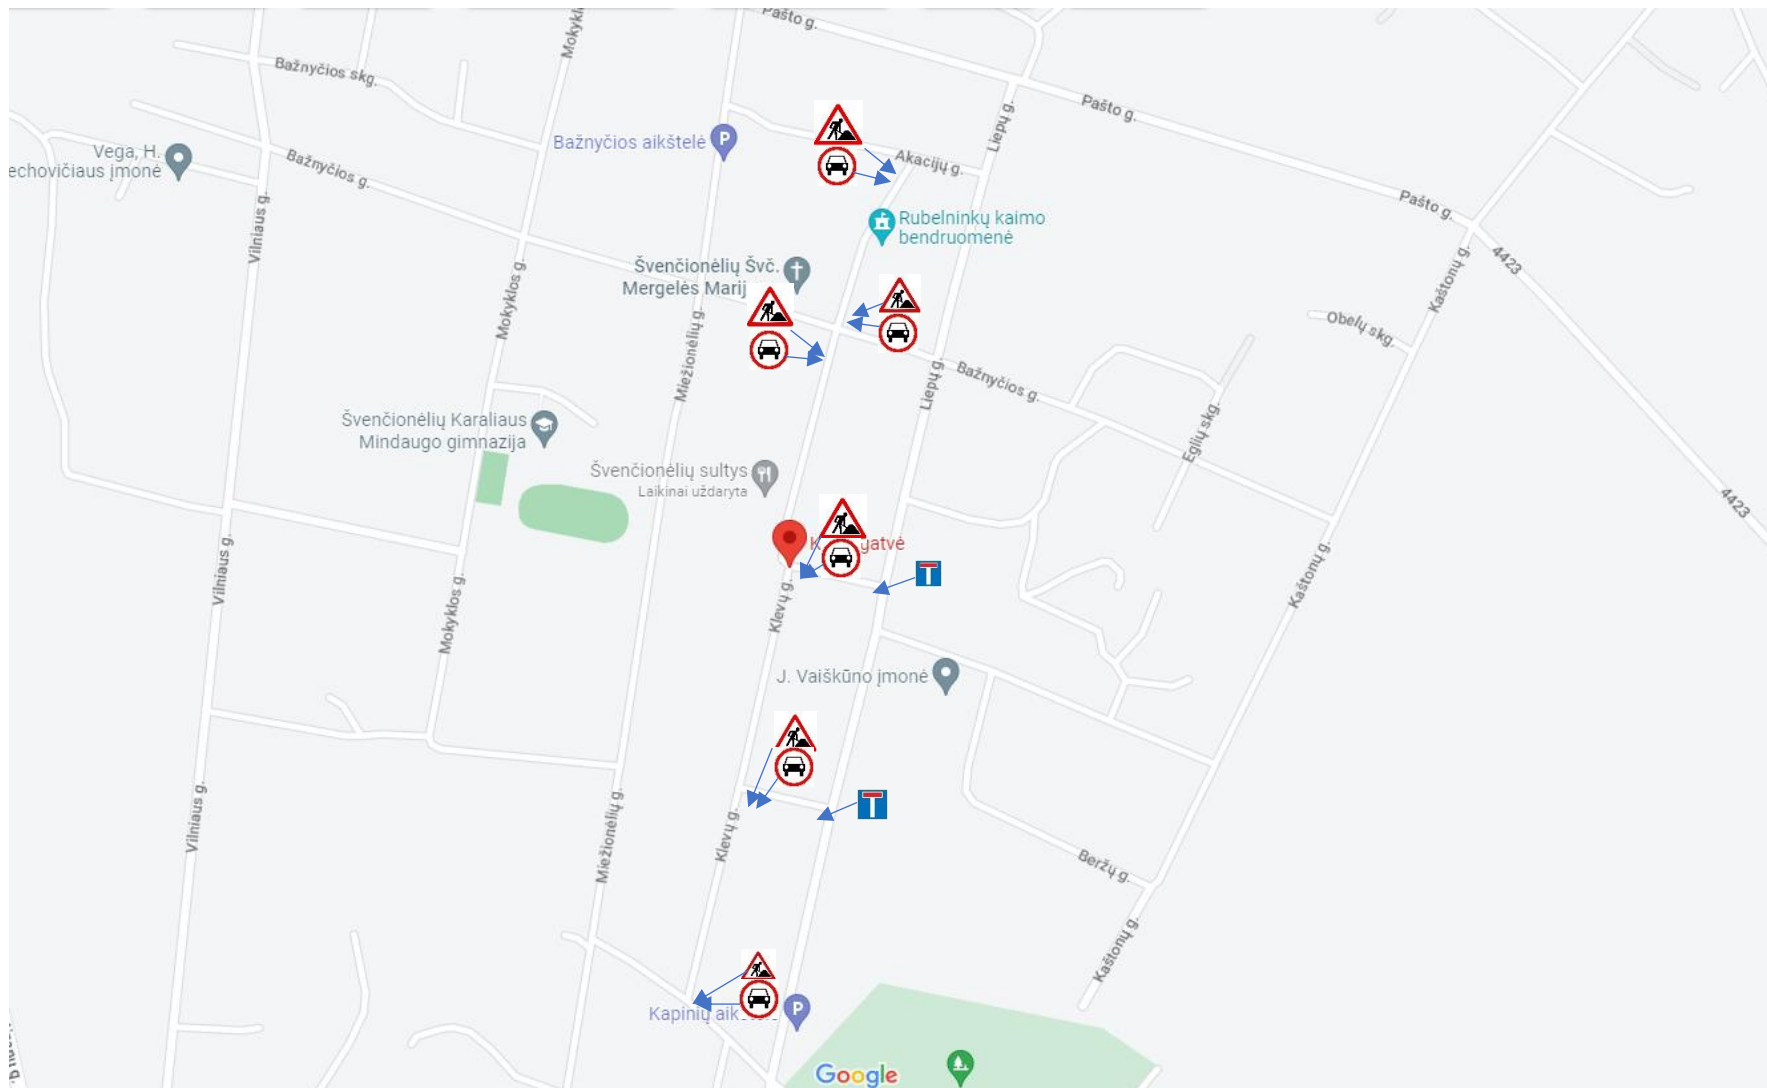 Pašto g.
Bažnyčios skg.
Pašto g.
Liepų g.
Bažnyčios aikštelė
P
Vega, H.
echovičiaus įmonė
Bažnyčios g.
Akacijų g.
Vilniaus g.
Pašto g.
Rubelninkų kaimo
bendruomenė
4423
Mokyklos g.
Švenčionėlių Švč.
Mergelės Marij
Kaštonų g.
Miežionėlių g.
Obelų skg.
Liepų g.
Bažnyčios g.
Švenčionėlių Karaliaus
Mindaugo gimnazija
Eglių skg.
Švenčionėlių sultys
Laikinai uždaryta
4423
Vilniaus g.
Mokyklos g.
Klevų g.
Kaštonų g.
J. Vaiškūno įmonė
Vilniaus g.
Miežionėlių g.
Klevų g.
Beržų g.
Kaštonų g.
Kapinių aik
P
Google